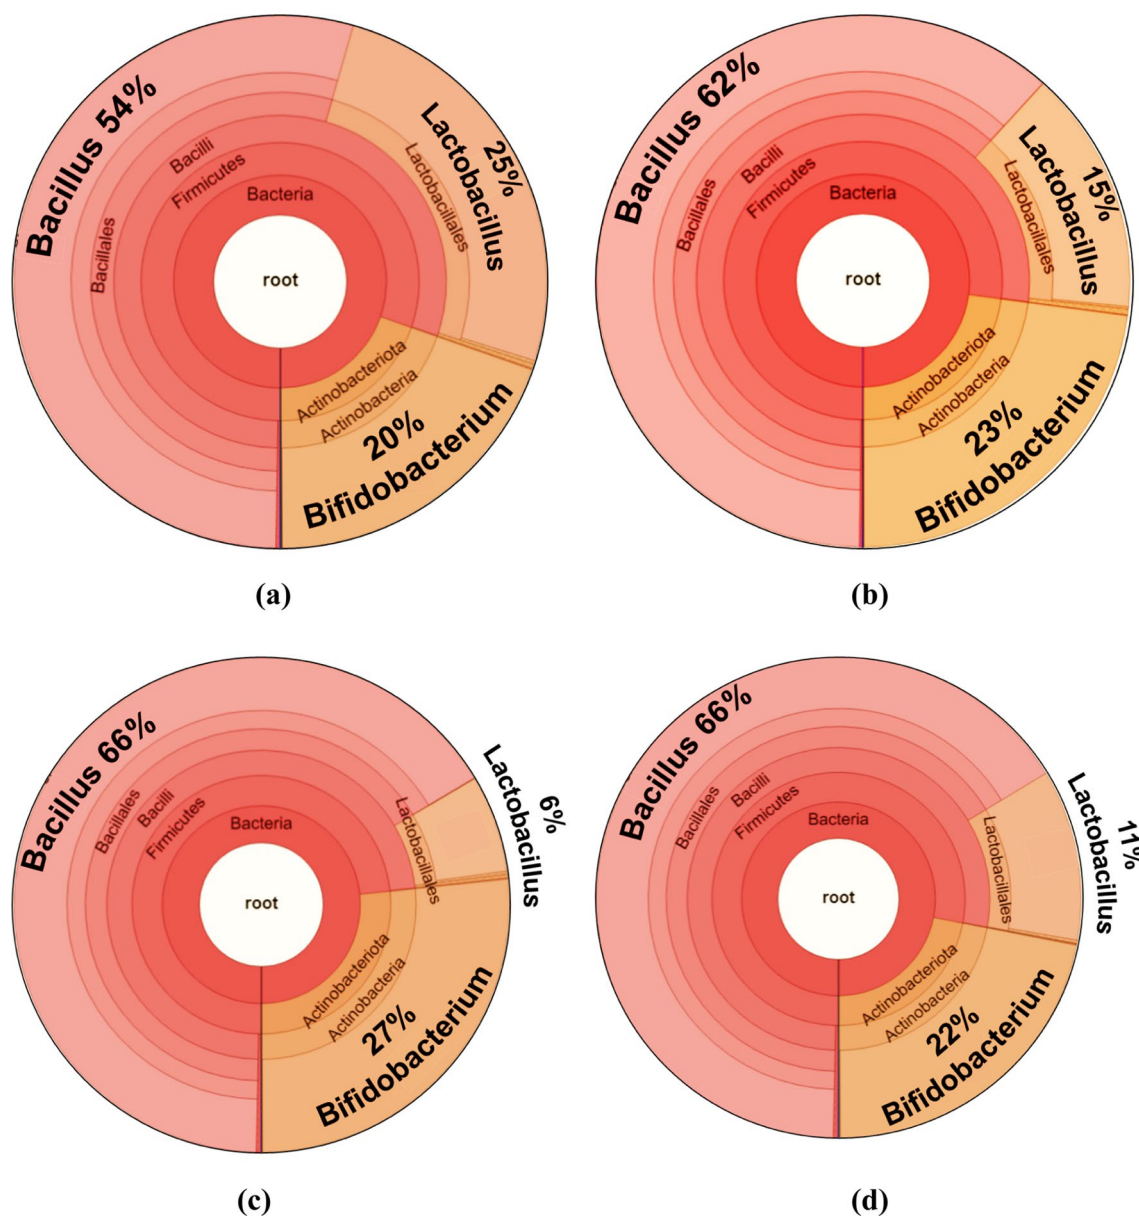 Bacillus 54%
Lactobacillus
25%
Bacilli
Firmicutes
Bacillales
Lactobacillales
Bacteria
root
Actinobacteriota
Actinobacteria
20%
Bifidobacterium
(a)
Bacillus 62%
Lactobacillus
15%
Bacilli
Firmicutes
Bacillales
Lactobacillales
Bacteria
root
Actinobacteriota
Actinobacteria
23%
Bifidobacterium
(b)
Bacillus 66%
Lactobacillus
6%
Bacillales
Bacilli
Firmicutes
Lactobacillales
Bacteria
root
Actinobacteriota
Actinobacteria
27%
Bifidobacterium
(c)
Bacillus 66%
Lactobacillus
11%
Bacillales
Bacilli
Firmicutes
Lactobacillales
Bacteria
root
Actinobacteriota
Actinobacteria
22%
Bifidobacterium
(d)